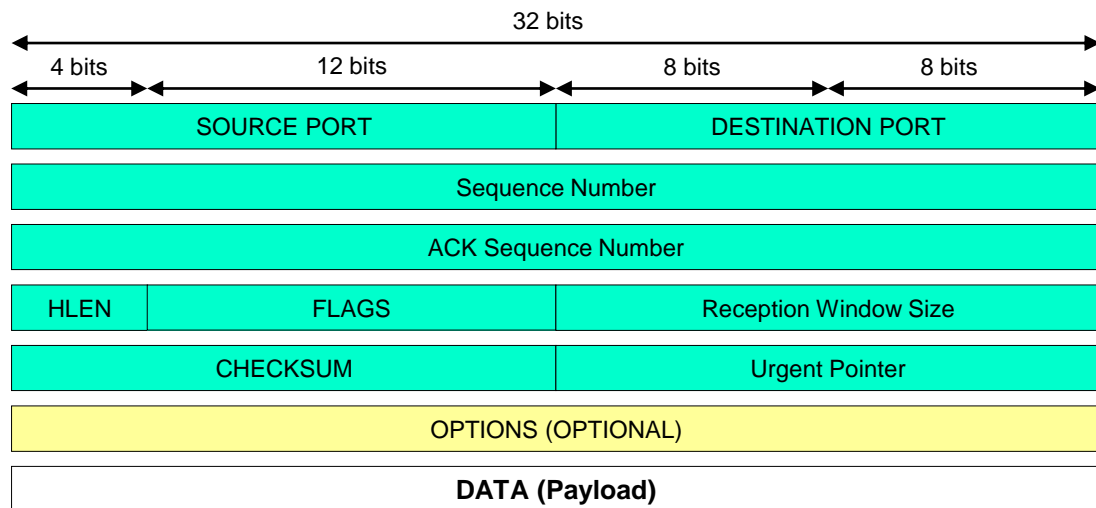 32 bits
4 bits 12 bits 8 bits 8 bits
SOURCE PORT DESTINATION PORT
Sequence Number
ACK Sequence Number
HLEN FLAGS Reception Window Size
CHECKSUM Urgent Pointer
OPTIONS (OPTIONAL)
DATA (Payload)